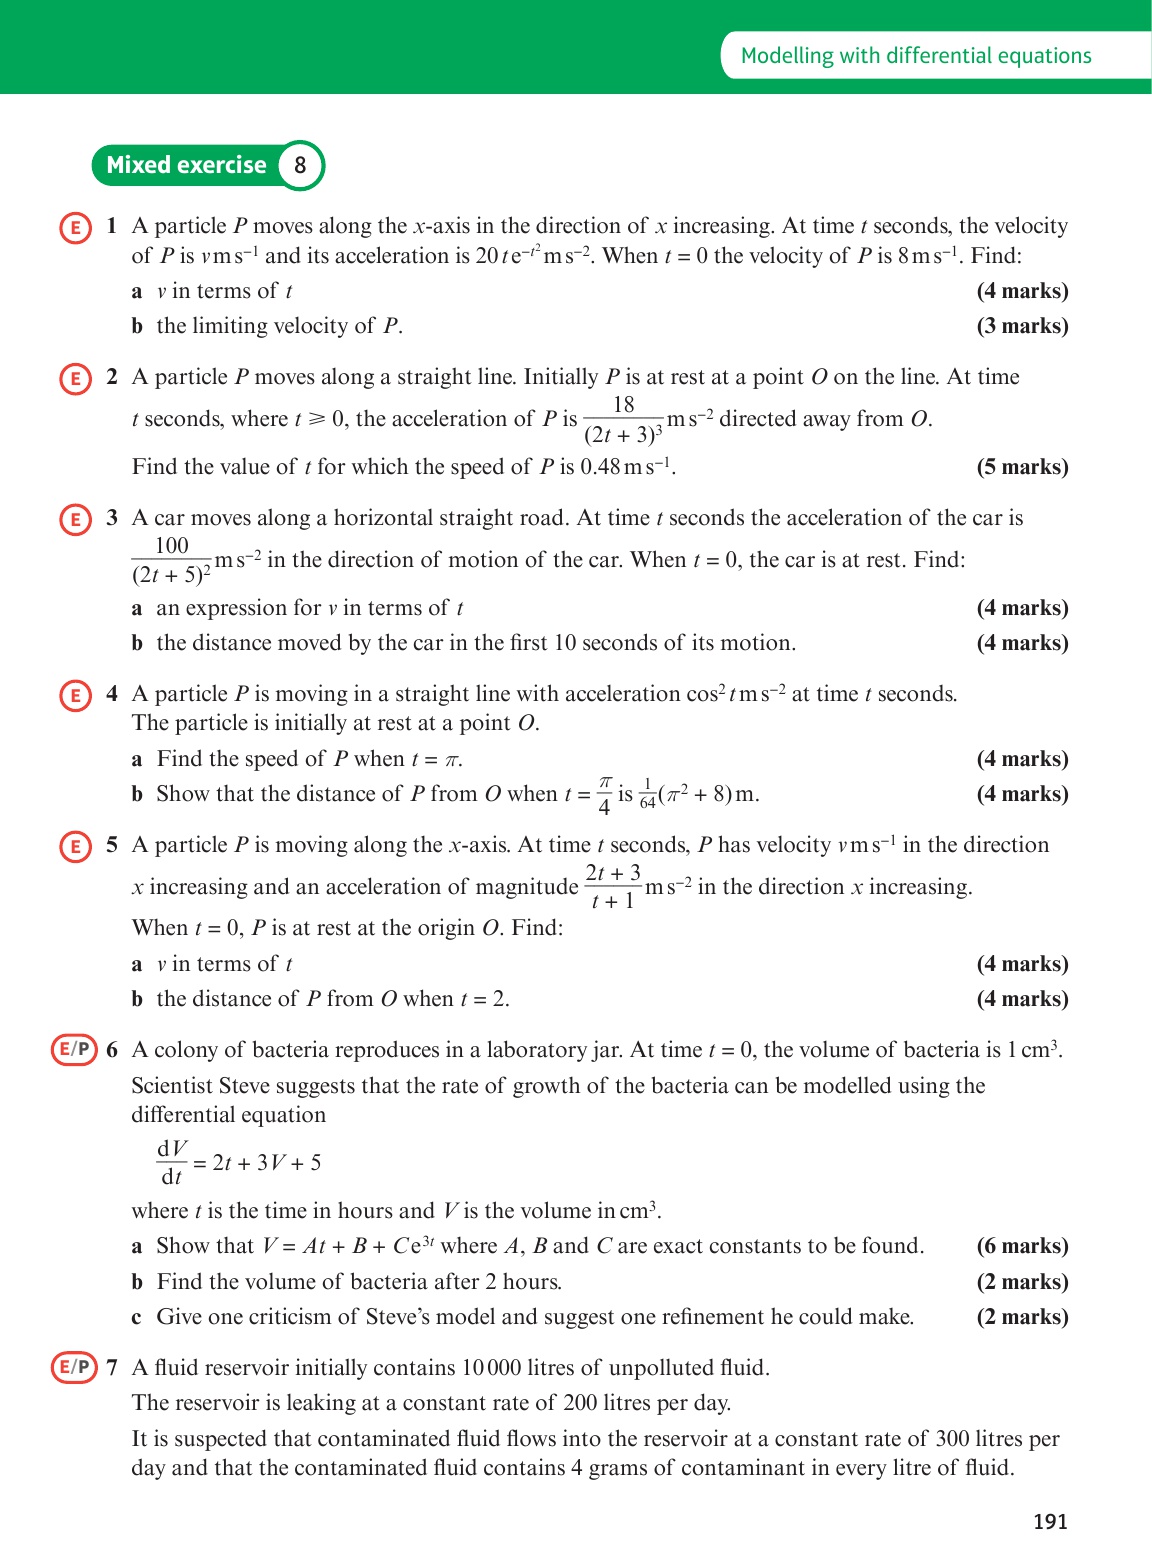 Modelling with differential equations
Mixed exercise 8
E 1 A particle P moves along the x-axis in the direction of x increasing. At time t seconds, the velocity
of P is v m s⁻¹ and its acceleration is 20te^(−t²) m s⁻². When t = 0 the velocity of P is 8 m s⁻¹. Find:
a v in terms of t (4 marks)
b the limiting velocity of P. (3 marks)
E 2 A particle P moves along a straight line. Initially P is at rest at a point O on the line. At time
t seconds, where t ⩾ 0, the acceleration of P is 18/(2t + 3)³ m s⁻² directed away from O.
Find the value of t for which the speed of P is 0.48 m s⁻¹. (5 marks)
E 3 A car moves along a horizontal straight road. At time t seconds the acceleration of the car is
100/(2t + 5)² m s⁻² in the direction of motion of the car. When t = 0, the car is at rest. Find:
a an expression for v in terms of t (4 marks)
b the distance moved by the car in the first 10 seconds of its motion. (4 marks)
E 4 A particle P is moving in a straight line with acceleration cos² t m s⁻² at time t seconds.
The particle is initially at rest at a point O.
a Find the speed of P when t = π. (4 marks)
b Show that the distance of P from O when t = π/4 is 1/64(π² + 8) m. (4 marks)
E 5 A particle P is moving along the x-axis. At time t seconds, P has velocity v m s⁻¹ in the direction
x increasing and an acceleration of magnitude (2t + 3)/(t + 1) m s⁻² in the direction x increasing.
When t = 0, P is at rest at the origin O. Find:
a v in terms of t (4 marks)
b the distance of P from O when t = 2. (4 marks)
E/P 6 A colony of bacteria reproduces in a laboratory jar. At time t = 0, the volume of bacteria is 1 cm³.
Scientist Steve suggests that the rate of growth of the bacteria can be modelled using the
differential equation
dV/dt = 2t + 3V + 5
where t is the time in hours and V is the volume in cm³.
a Show that V = At + B + Ce³ᵗ where A, B and C are exact constants to be found. (6 marks)
b Find the volume of bacteria after 2 hours. (2 marks)
c Give one criticism of Steve's model and suggest one refinement he could make. (2 marks)
E/P 7 A fluid reservoir initially contains 10 000 litres of unpolluted fluid.
The reservoir is leaking at a constant rate of 200 litres per day.
It is suspected that contaminated fluid flows into the reservoir at a constant rate of 300 litres per
day and that the contaminated fluid contains 4 grams of contaminant in every litre of fluid.
191